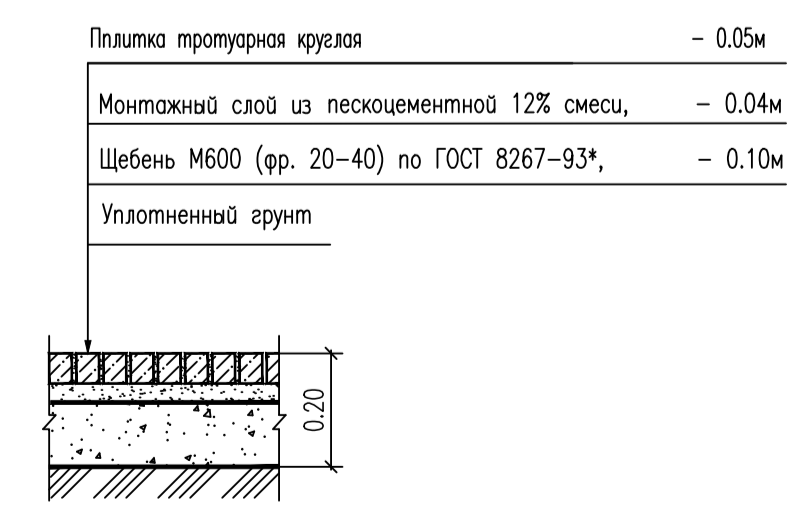 Пплитка тротуарная круглая – 0.05м
Монтажный слой из пескоцементной 12% смеси, – 0.04м
Щебень М600 (фр. 20–40) по ГОСТ 8267–93*, – 0.10м
Уплотненный грунт
0.20